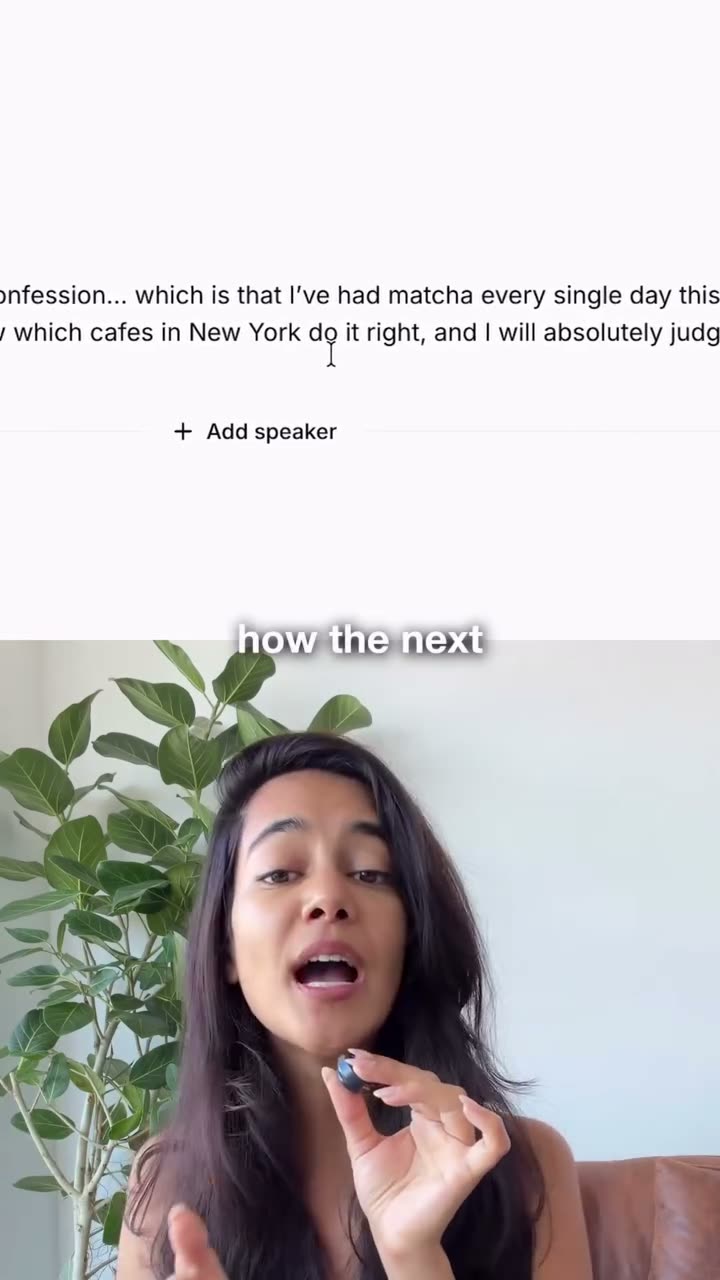 onfession... which is that I've had matcha every single day this
which cafes in New York do it right, and I will absolutely judg
+ Add speaker
how the next